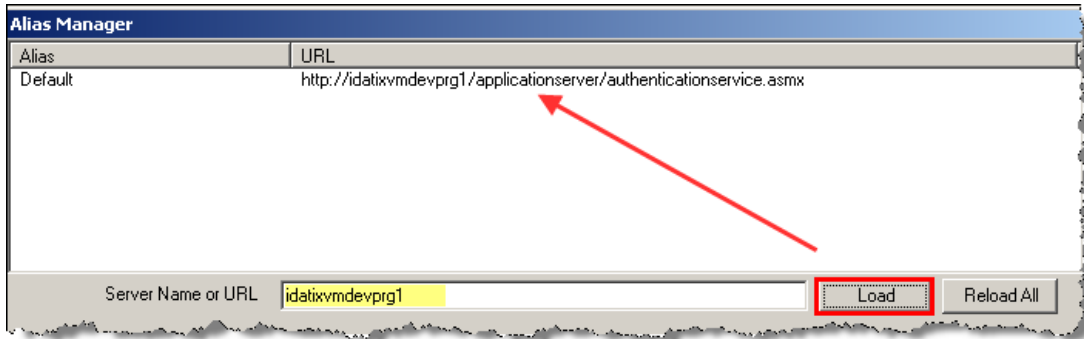 Alias Manager
Alias URL
Default http://idatixvmdevprg1/applicationserver/authenticationservice.asmx
Server Name or URL idatixvmdevprg1 Load Reload All